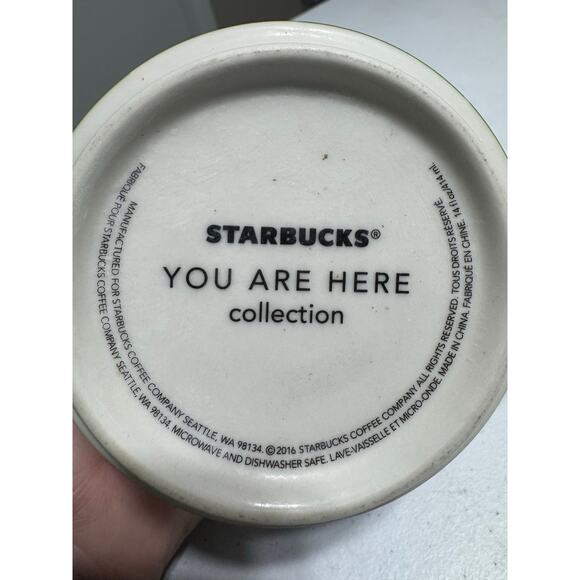 STARBUCKS®
YOU ARE HERE
collection
MANUFACTURED FOR STARBUCKS COFFEE COMPANY SEATTLE, WA 98134. © 2016 STARBUCKS COFFEE COMPANY ALL RIGHTS RESERVED. TOUS DROITS RÉSERVÉ.
FABRIQUÉ POUR STARBUCKS COFFEE COMPANY SEATTLE, WA 98134. MICROWAVE AND DISHWASHER SAFE. LAVE-VAISSELLE ET MICRO-ONDE. MADE IN CHINA. FABRIQUÉ EN CHINE. 14 fl oz/414 mL